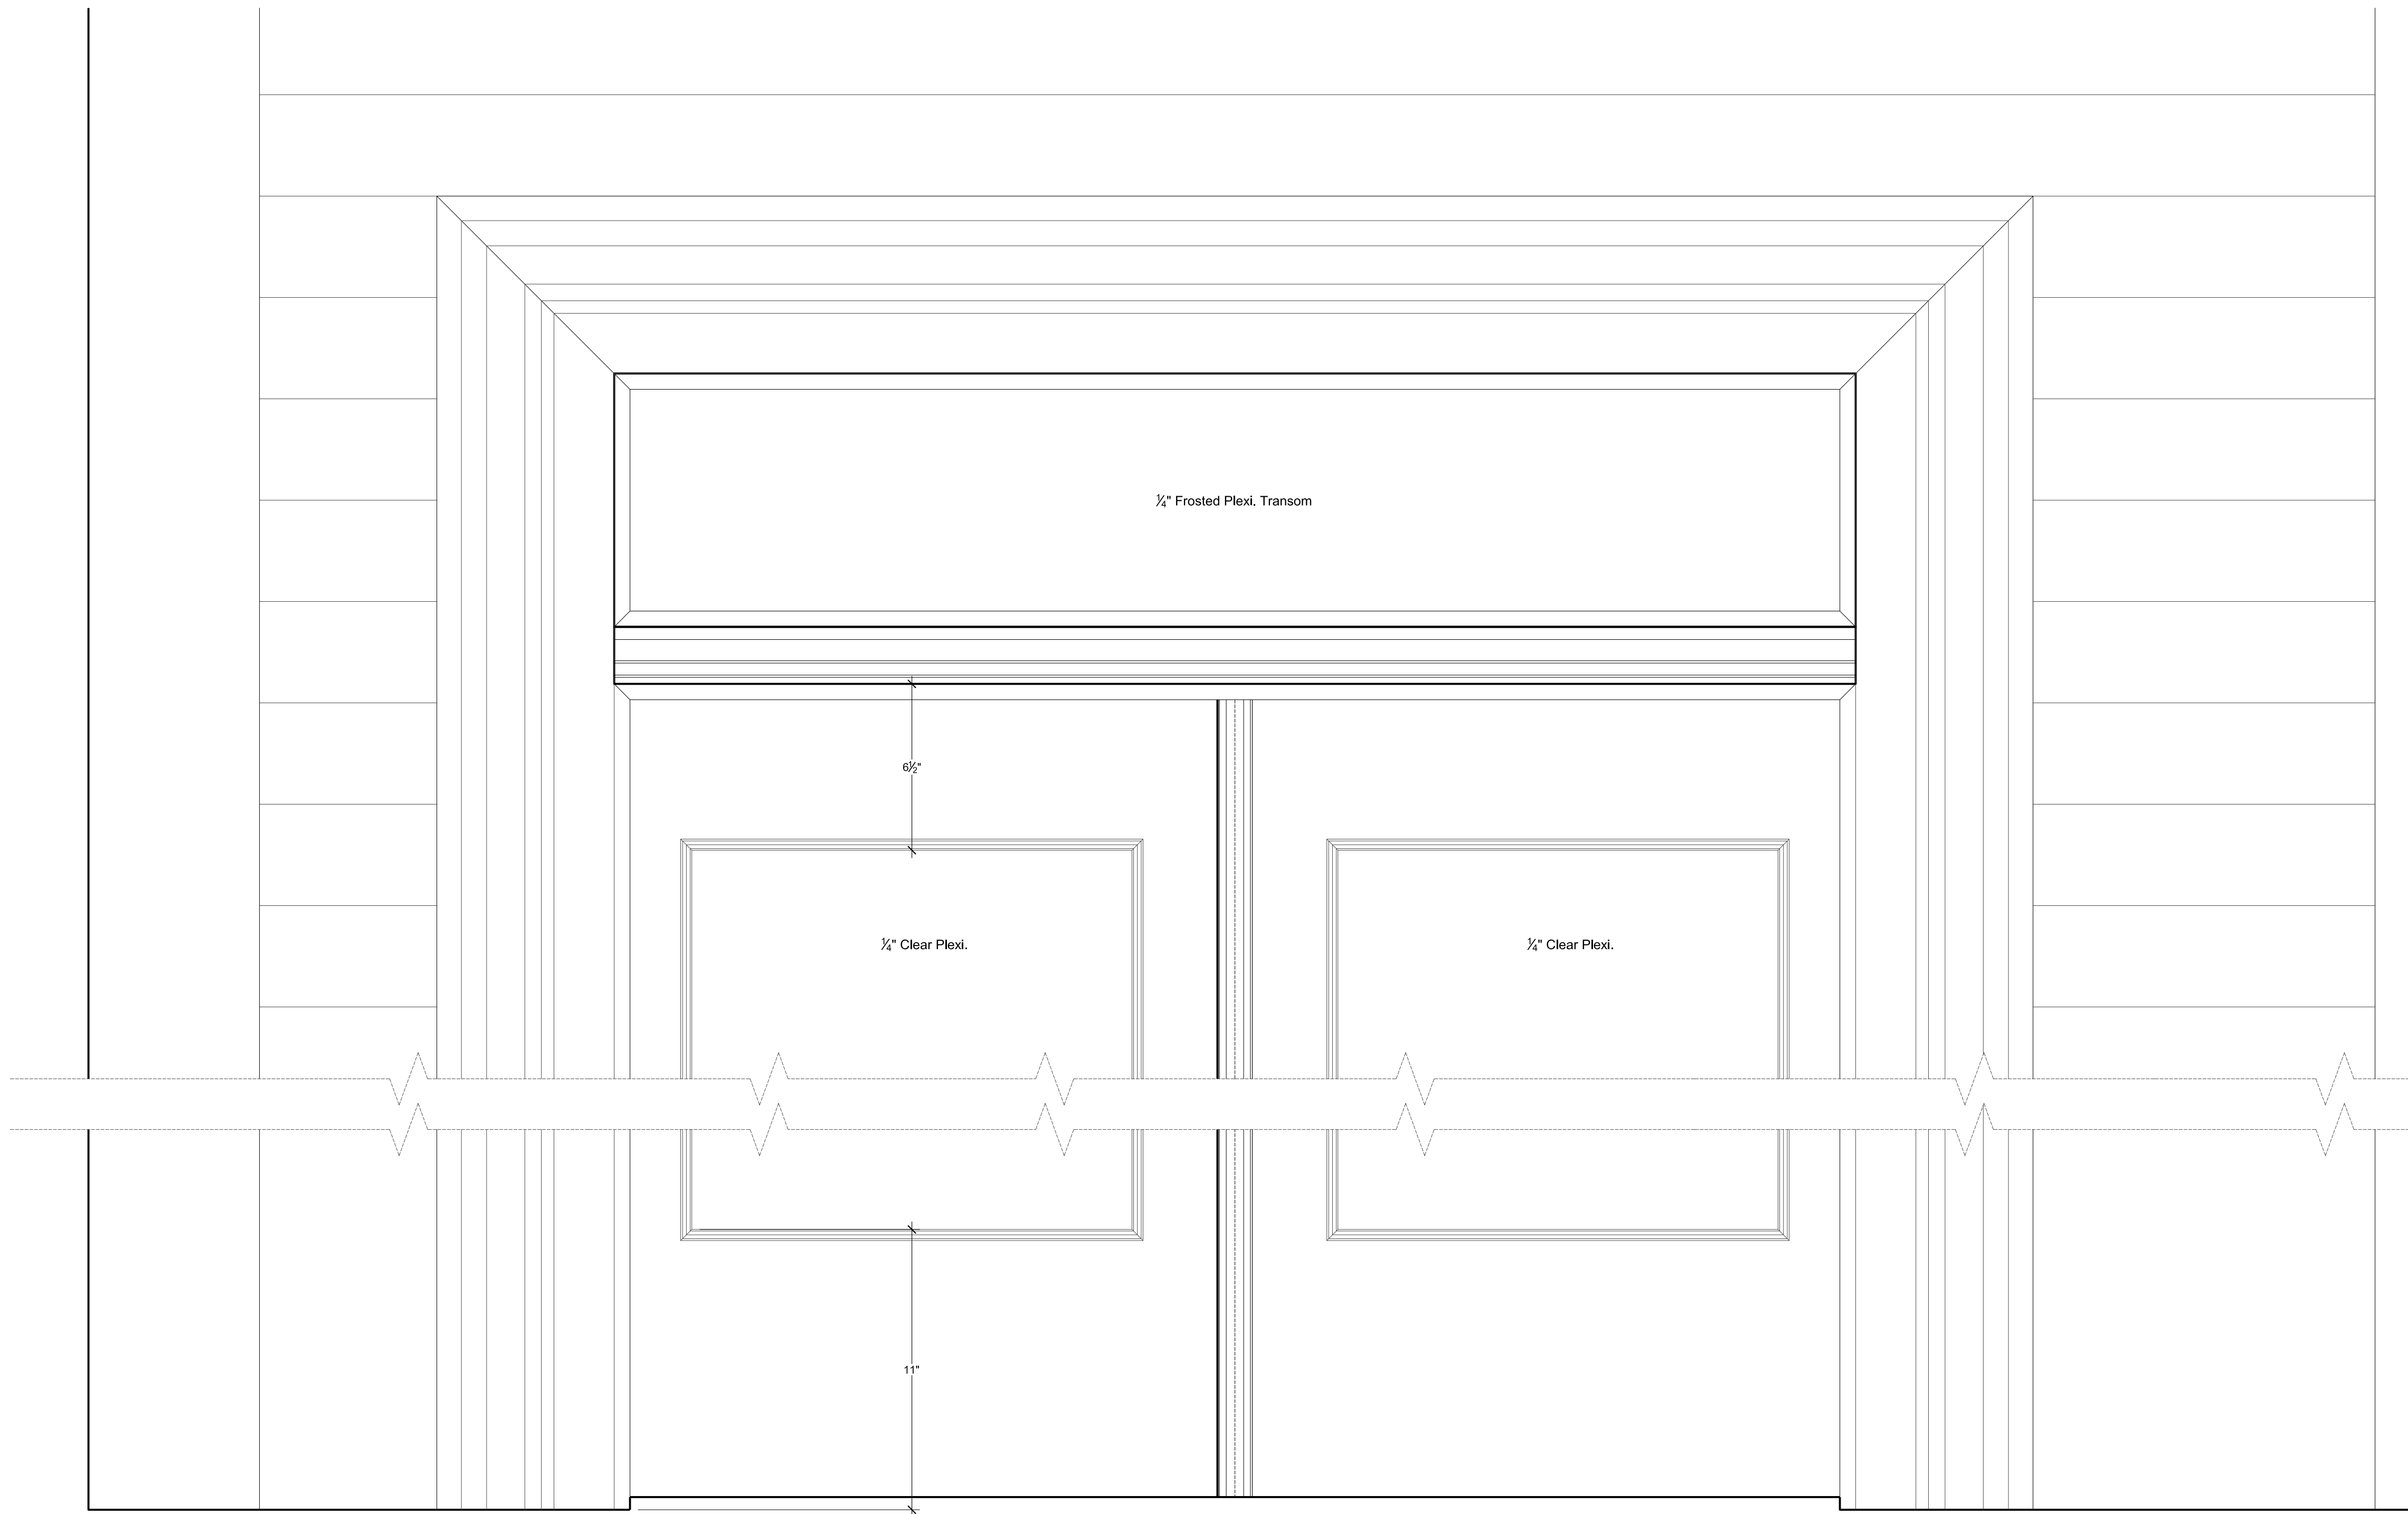 ¼" Frosted Plexi. Transom
6½"
¼" Clear Plexi.
¼" Clear Plexi.
11"